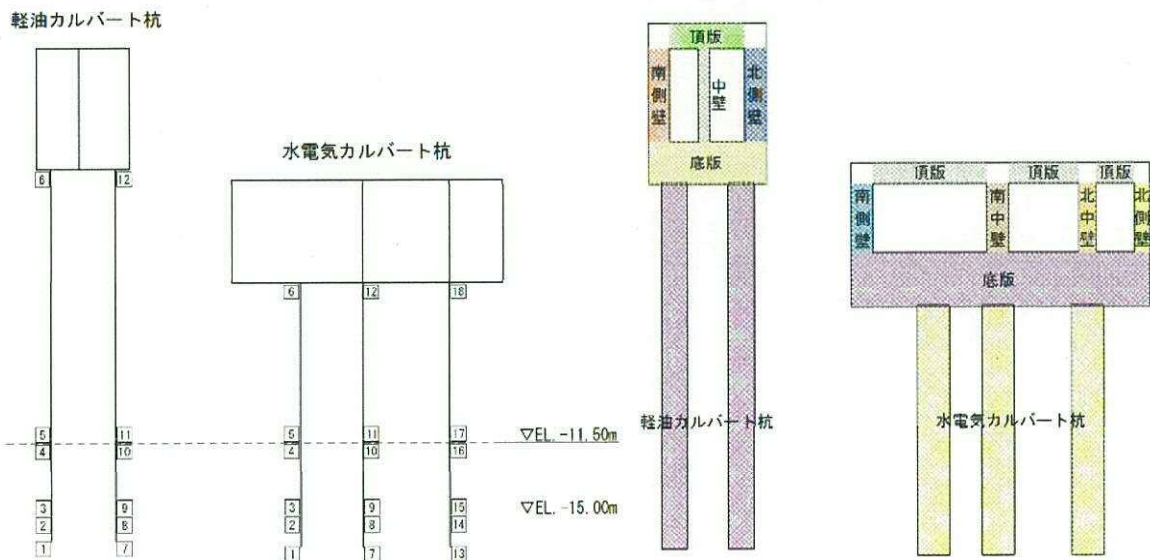 軽油カルバート杭
6 12
5 11
4 10
3 9
2 8
1 7
水電気カルバート杭
6 12 18
5 11 17
4 10 16
3 9 15
2 8 14
1 7 13
▽EL.-11.50m
▽EL.-15.00m
頂版
南側壁
中壁
北側壁
底版
軽油カルバート杭
頂版 頂版 頂版
南側壁
南中壁
北中壁
北側壁
底版
水電気カルバート杭